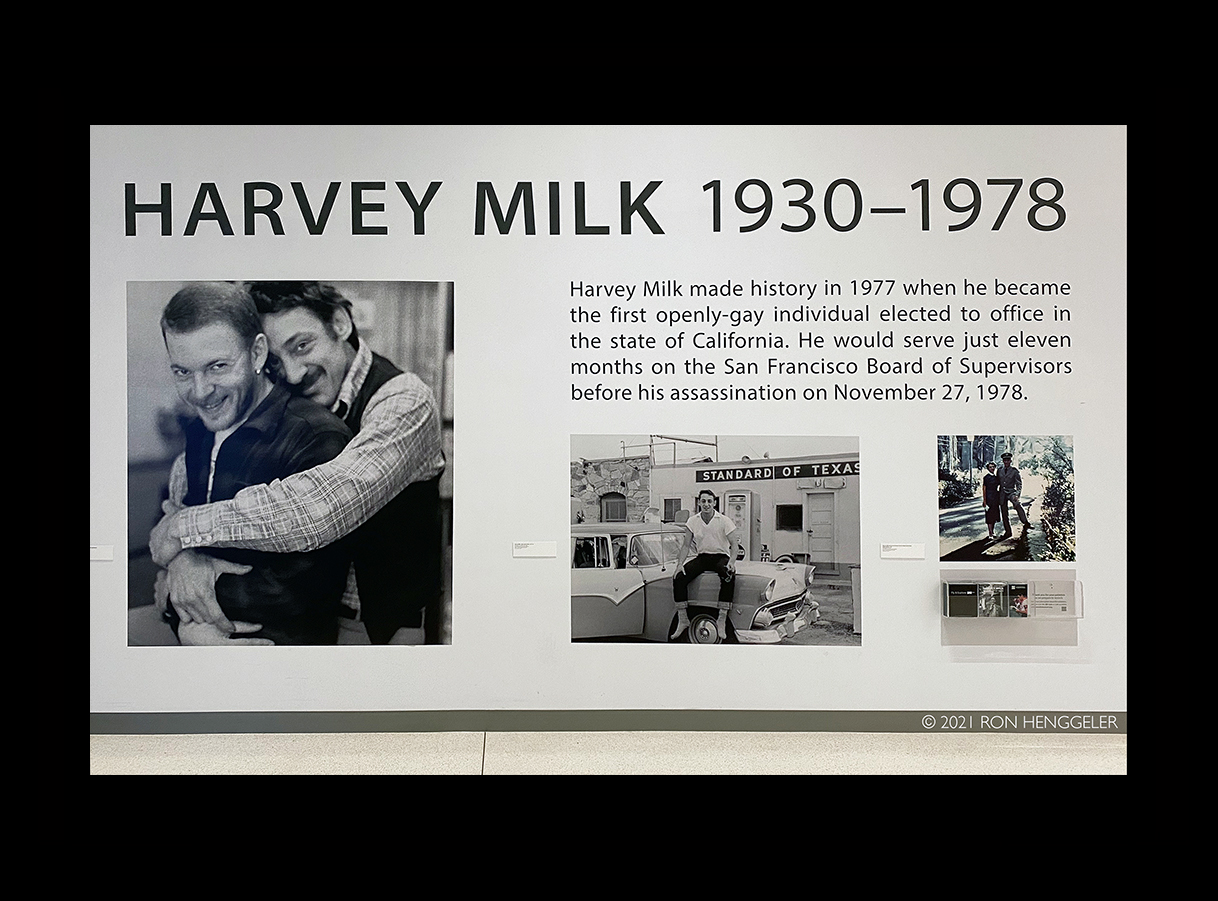 HARVEY MILK 1930–1978
Harvey Milk made history in 1977 when he became
the first openly-gay individual elected to office in
the state of California. He would serve just eleven
months on the San Francisco Board of Supervisors
before his assassination on November 27, 1978.
STANDARD OF TEXAS
© 2021 RON HENGGELER